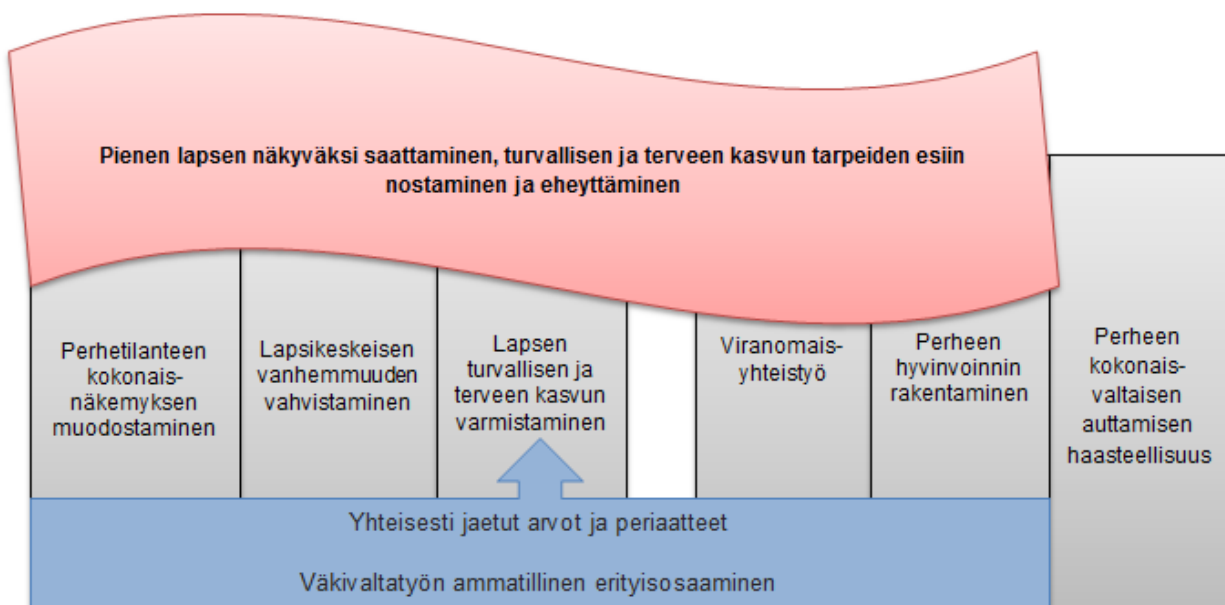 Pienen lapsen näkyväksi saattaminen, turvallisen ja terveen kasvun tarpeiden esiin
nostaminen ja eheyttäminen
Perhetilanteen
kokonais-
näkemyksen
muodostaminen
Lapsikeskeisen
vanhemmuuden
vahvistaminen
Lapsen
turvallisen ja
terveen kasvun
varmistaminen
Viranomais-
yhteistyö
Perheen
hyvinvoinnin
rakentaminen
Perheen
kokonais-
valtaisen
auttamisen
haasteellisuus
Yhteisesti jaetut arvot ja periaatteet
Väkivaltatyön ammatillinen erityisosaaminen